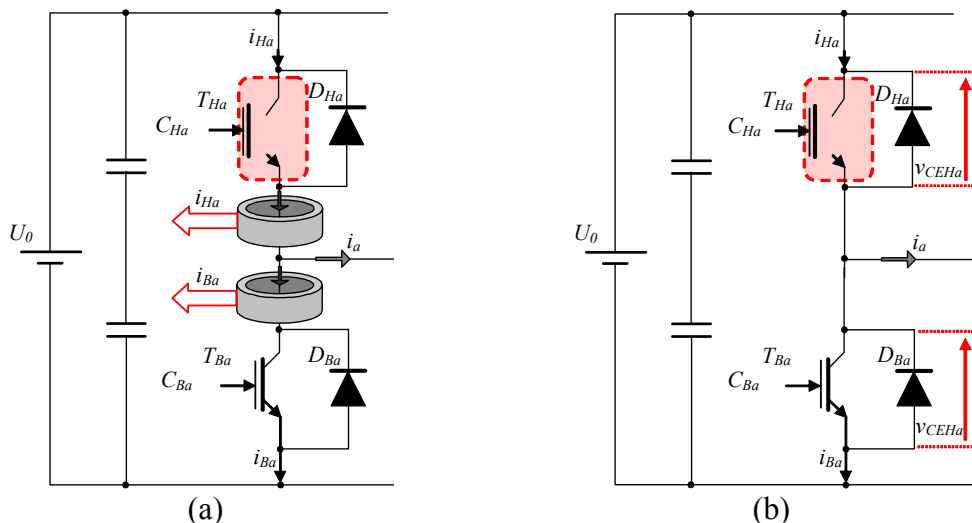 i_Ha
T_Ha
D_Ha
C_Ha
i_Ha
U_0
i_a
i_Ba
T_Ba
D_Ba
C_Ba
i_Ba
(a)
i_Ha
T_Ha
D_Ha
C_Ha
v_CEHa
U_0
i_a
T_Ba
D_Ba
C_Ba
v_CEHa
i_Ba
(b)